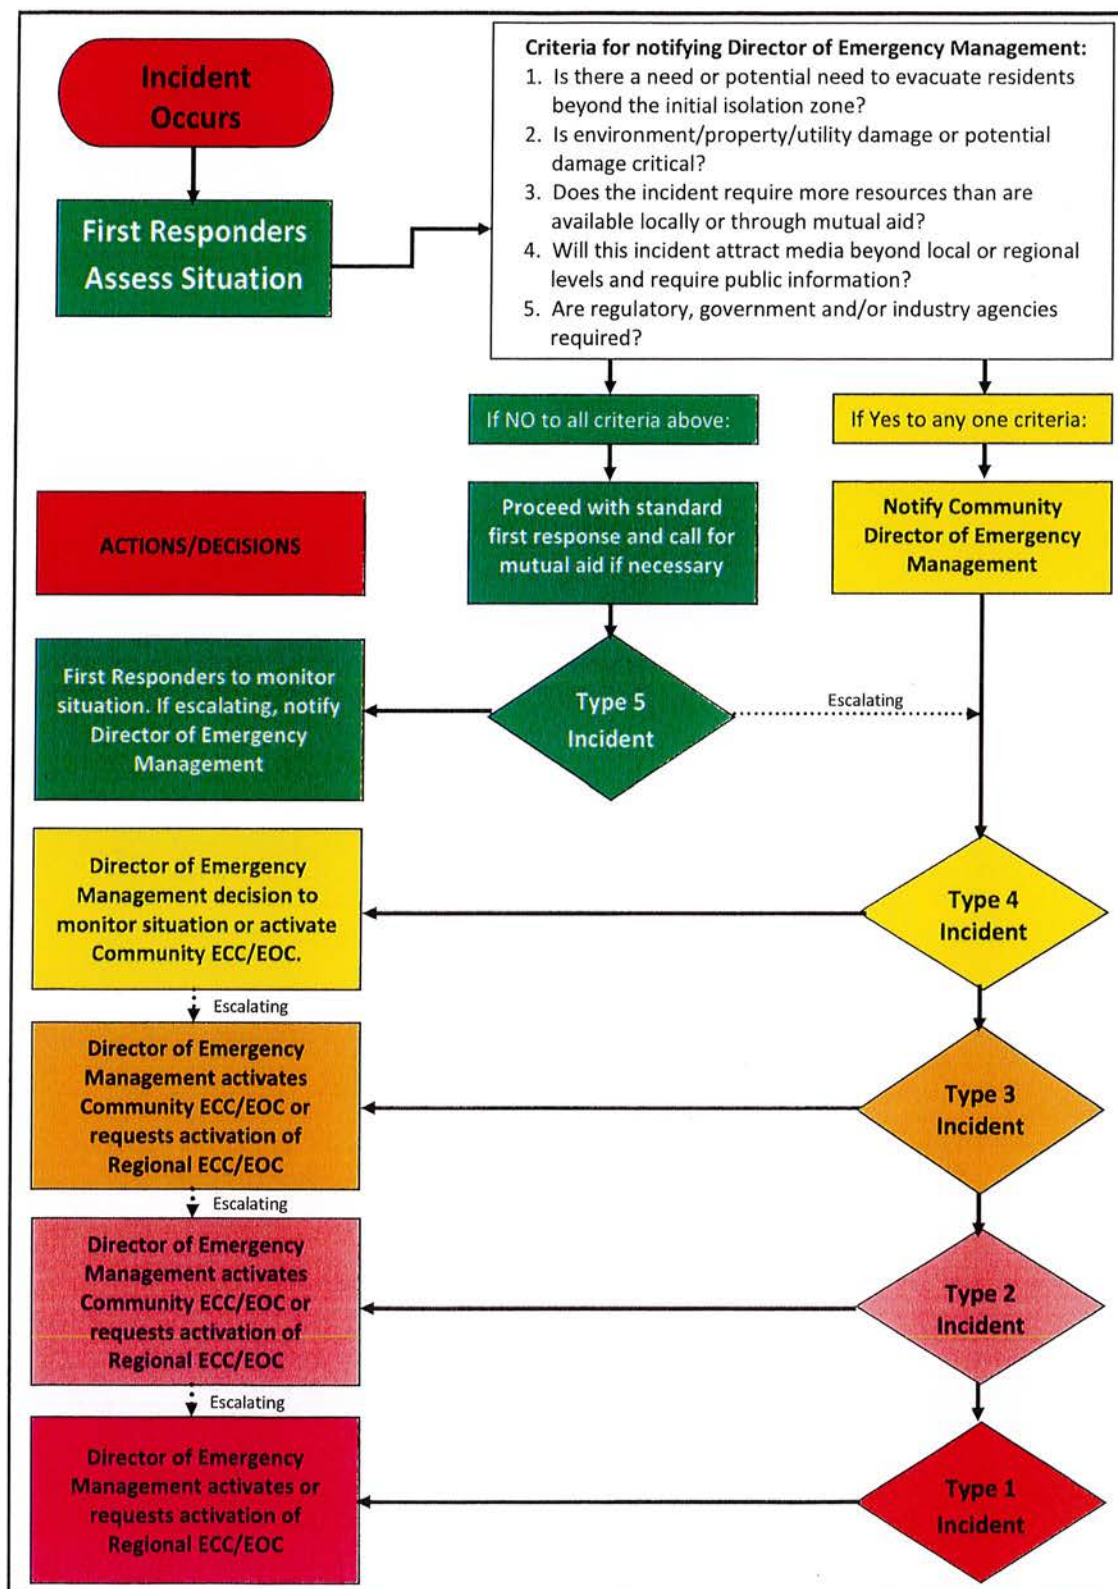 Incident
Occurs
First Responders
Assess Situation
Criteria for notifying Director of Emergency Management:
1. Is there a need or potential need to evacuate residents
beyond the initial isolation zone?
2. Is environment/property/utility damage or potential
damage critical?
3. Does the incident require more resources than are
available locally or through mutual aid?
4. Will this incident attract media beyond local or regional
levels and require public information?
5. Are regulatory, government and/or industry agencies
required?
If NO to all criteria above:
If Yes to any one criteria:
ACTIONS/DECISIONS
Proceed with standard
first response and call for
mutual aid if necessary
Notify Community
Director of Emergency
Management
First Responders to monitor
situation. If escalating, notify
Director of Emergency
Management
Type 5
Incident
Escalating
Director of Emergency
Management decision to
monitor situation or activate
Community ECC/EOC.
Type 4
Incident
Escalating
Director of Emergency
Management activates
Community ECC/EOC or
requests activation of
Regional ECC/EOC
Type 3
Incident
Escalating
Director of Emergency
Management activates
Community ECC/EOC or
requests activation of
Regional ECC/EOC
Type 2
Incident
Escalating
Director of Emergency
Management activates or
requests activation of
Regional ECC/EOC
Type 1
Incident